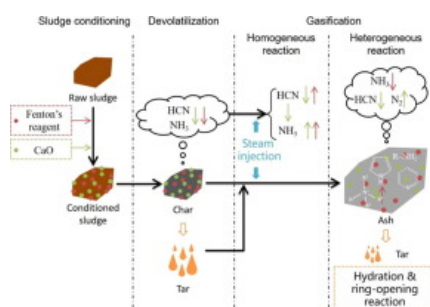 Sludge conditioning
Devolatilization
Gasification
Homogeneous
reaction
Heterogeneous
reaction
Raw sludge
Fenton's
reagent
CaO
Conditioned
sludge
HCN
NH3
Char
Tar
HCN
NH3
Steam
injection
NH3
HCN N2
Ash
Tar
Hydration &
ring-opening
reaction